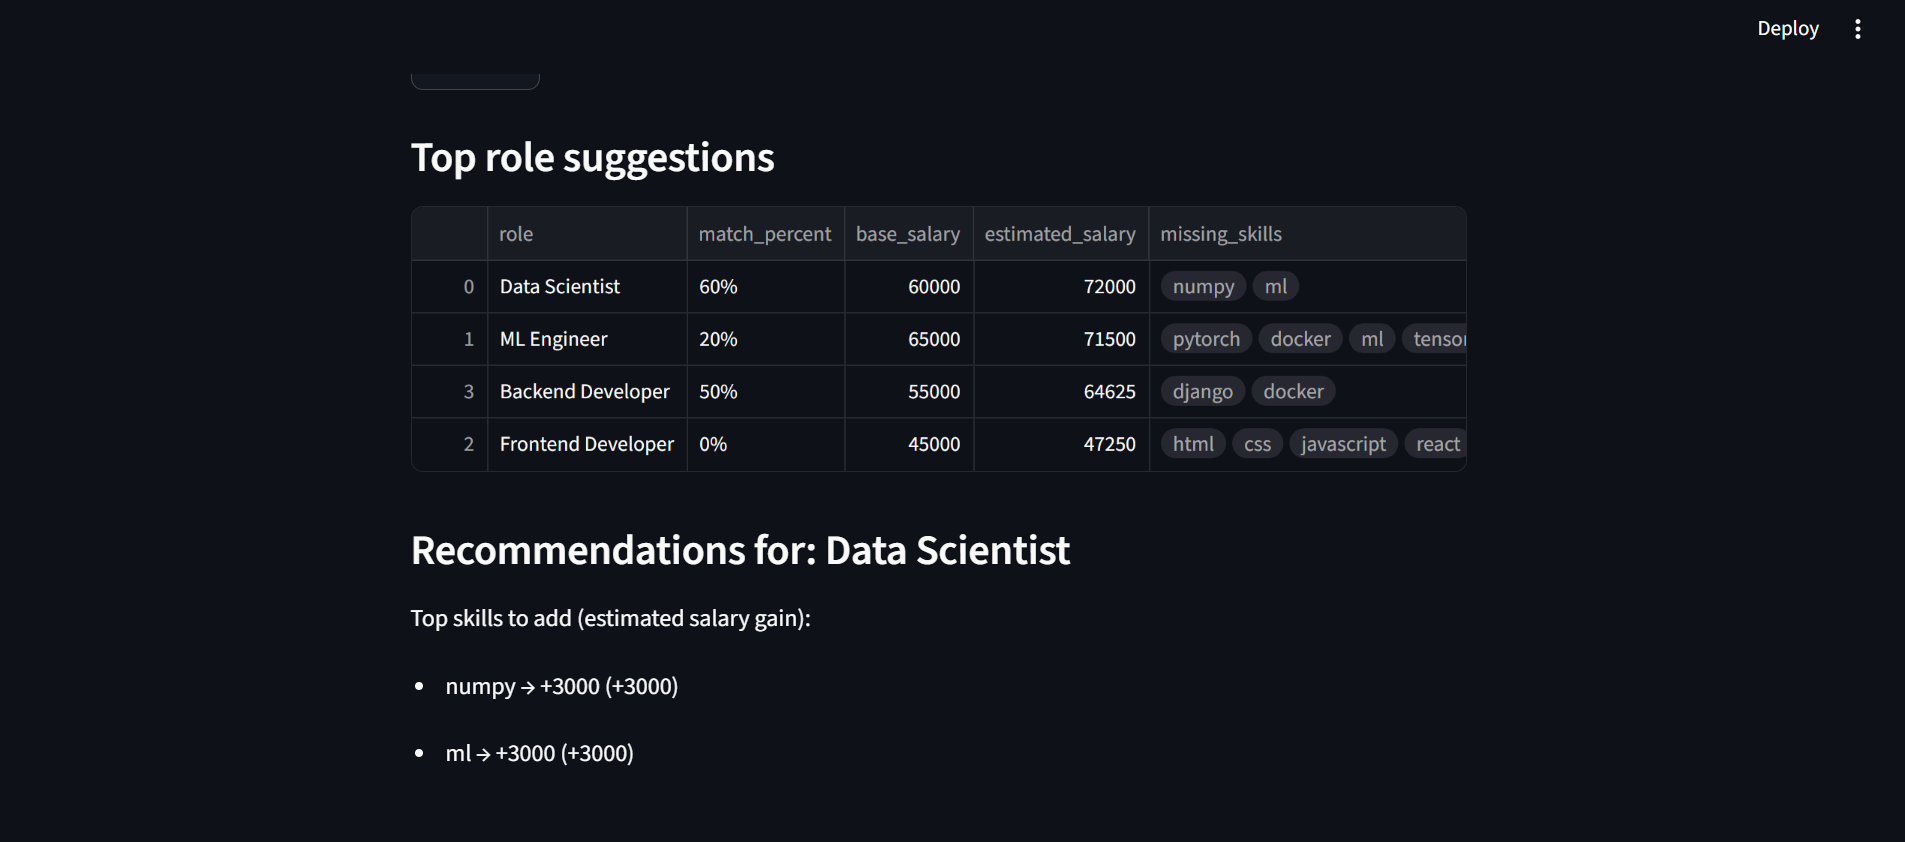 Deploy
Top role suggestions
role match_percent base_salary estimated_salary missing_skills
0 Data Scientist 60% 60000 72000 numpy ml
1 ML Engineer 20% 65000 71500 pytorch docker ml
3 Backend Developer 50% 55000 64625 django docker
2 Frontend Developer 0% 45000 47250 html css javascript react
Recommendations for: Data Scientist
Top skills to add (estimated salary gain):
• numpy → +3000 (+3000)
• ml → +3000 (+3000)